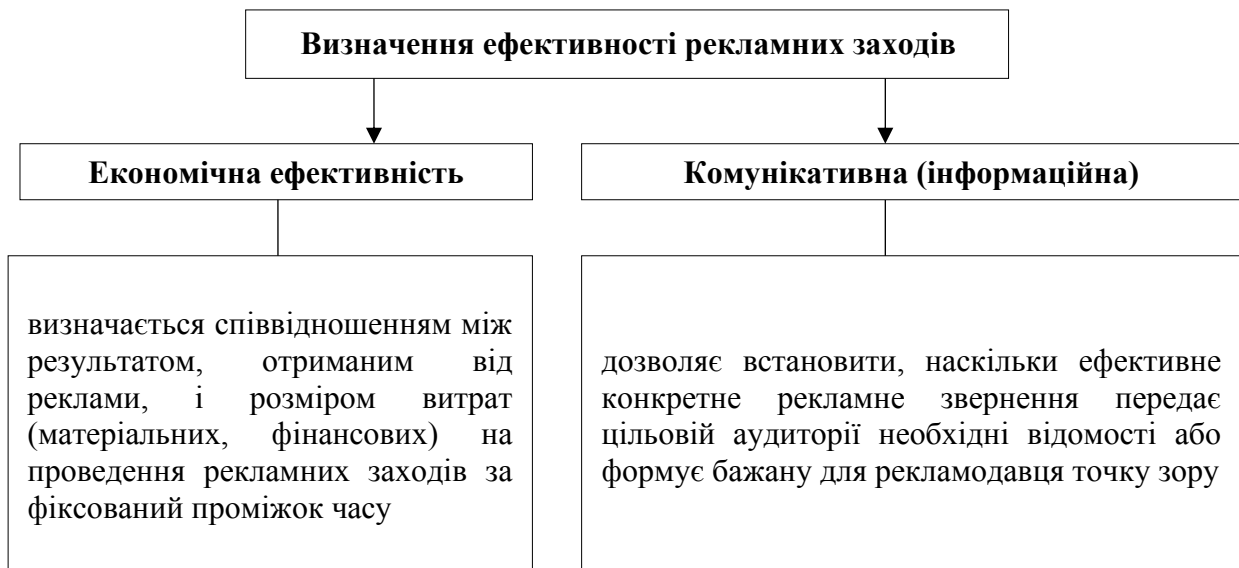 Визначення ефективності рекламних заходів
Економічна ефективність
Комунікативна (інформаційна)
визначається співвідношенням між
результатом, отриманим від
реклами, і розміром витрат
(матеріальних, фінансових) на
проведення рекламних заходів за
фіксований проміжок часу
дозволяє встановити, наскільки ефективне
конкретне рекламне звернення передає
цільовій аудиторії необхідні відомості або
формує бажану для рекламодавця точку зору